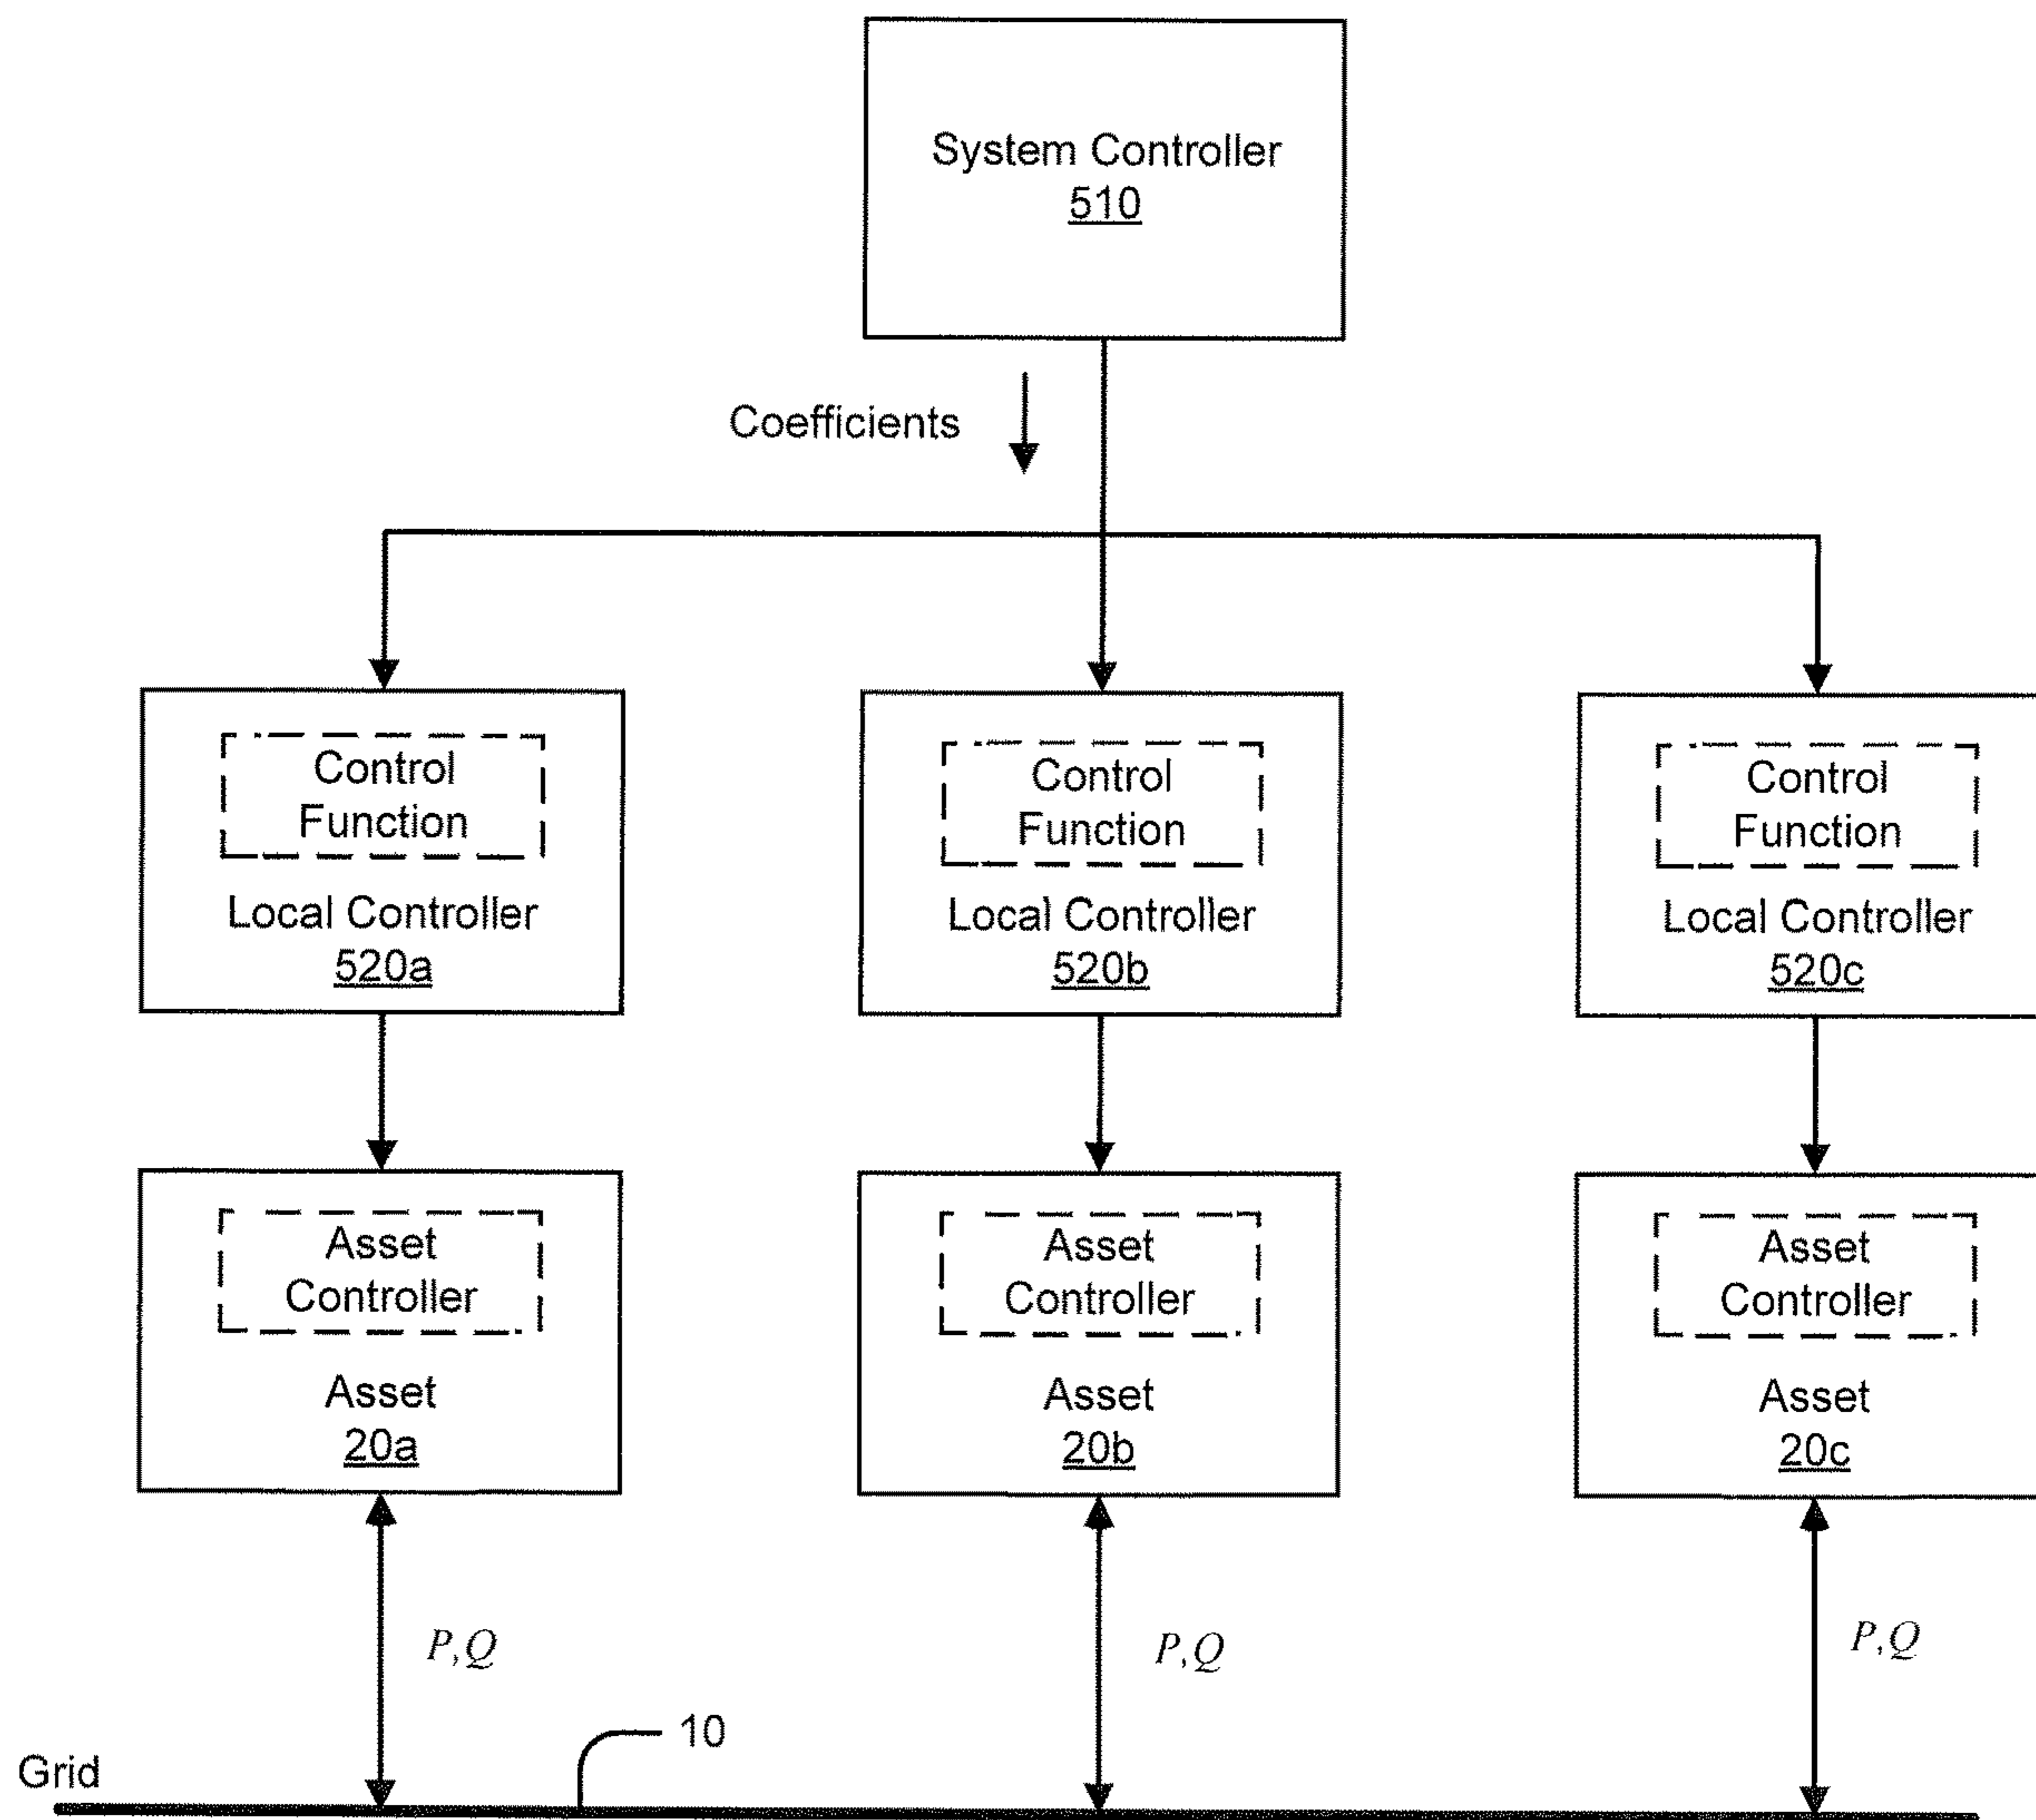 System Controller
510
Coefficients
Control
Function
Local Controller
520a
Control
Function
Local Controller
520b
Control
Function
Local Controller
520c
Asset
Controller
Asset
20a
Asset
Controller
Asset
20b
Asset
Controller
Asset
20c
P,Q
P,Q
P,Q
10
Grid